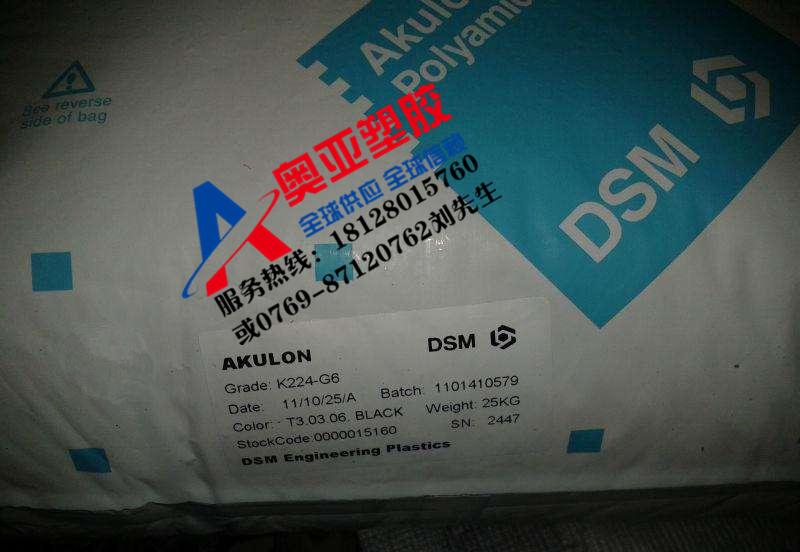 See reverse
side of bag
Akulon
DSM
奥亚塑胶
全球供应 全球信赖
服务热线：18128015760
或0769-87120762刘先生
AKULON DSM
Grade: K224-G6
Date: 11/10/25/A Batch: 1101410579
Color: T3.03.06. BLACK Weight: 25KG
StockCode:0000015160 SN: 2447
DSM Engineering Plastics